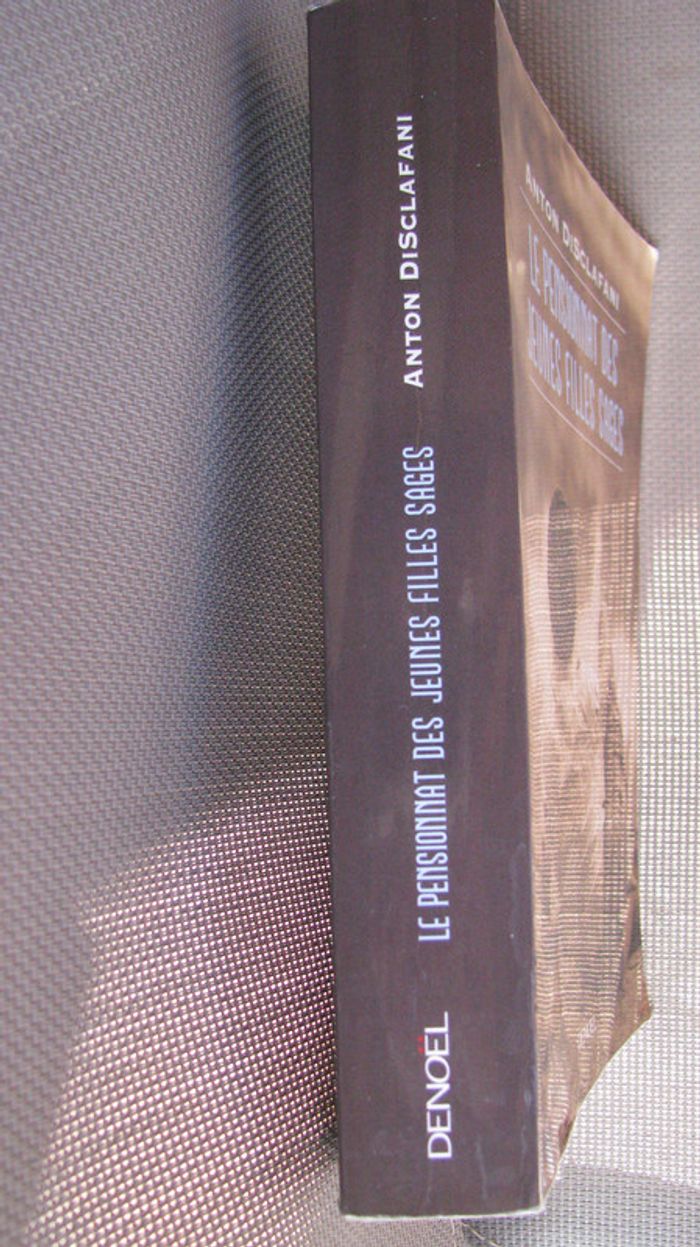 DENOËL
LE PENSIONNAT DES JEUNES FILLES SAGES
ANTON DISCLAFANI
ANTON DISCLAFANI
LE PENSIONNAT DES
JEUNES FILLES SAGES